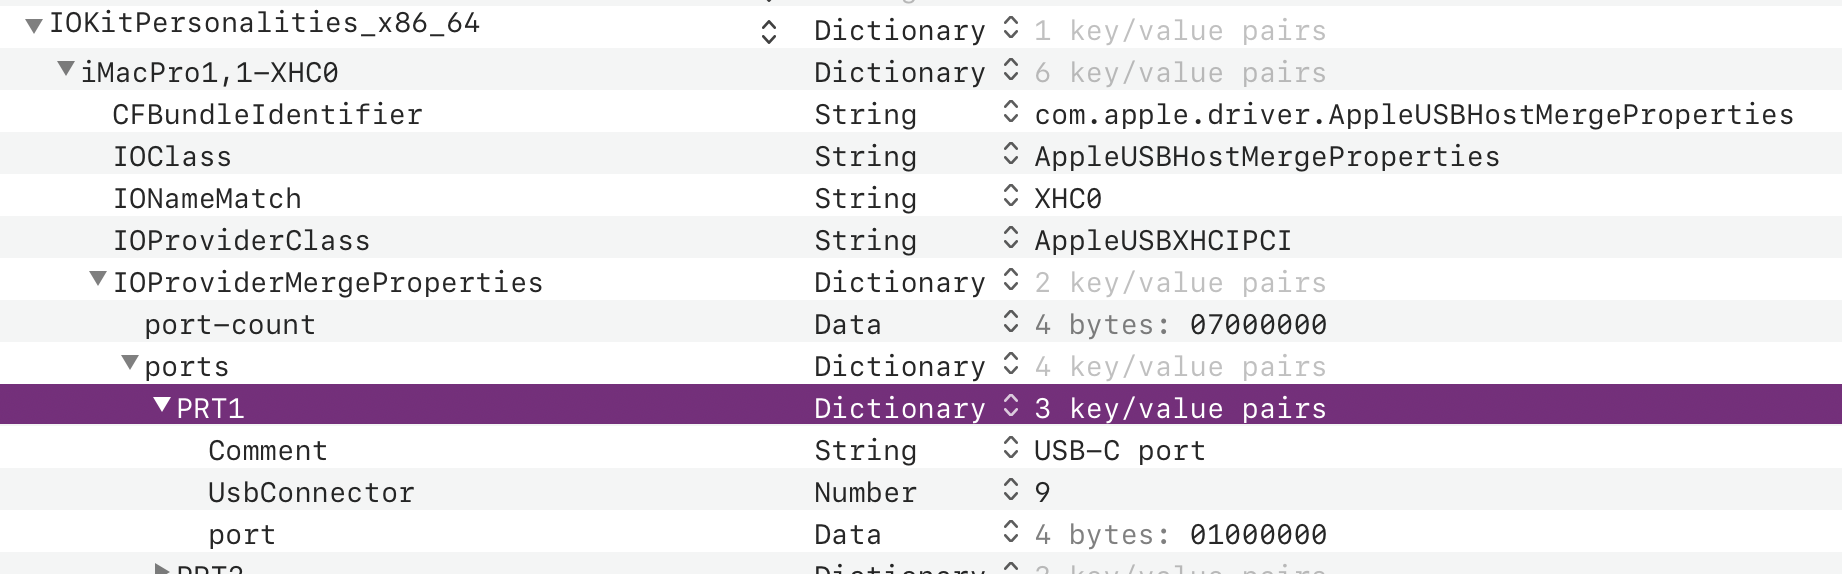 IOKitPersonalities_x86_64 Dictionary 1 key/value pairs
iMacPro1,1-XHC0 Dictionary 6 key/value pairs
CFBundleIdentifier String com.apple.driver.AppleUSBHostMergeProperties
IOClass String AppleUSBHostMergeProperties
IONameMatch String XHC0
IOProviderClass String AppleUSBXHCIPCI
IOProviderMergeProperties Dictionary 2 key/value pairs
port-count Data 4 bytes: 07000000
ports Dictionary 4 key/value pairs
PRT1 Dictionary 3 key/value pairs
Comment String USB-C port
UsbConnector Number 9
port Data 4 bytes: 01000000
Dictionary key/value pairs